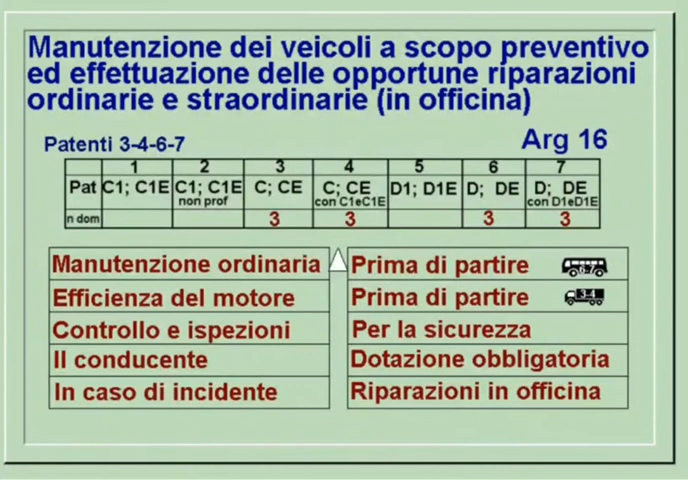 Manutenzione dei veicoli a scopo preventivo
ed effettuazione delle opportune riparazioni
ordinarie e straordinarie (in officina)
Patenti 3-4-6-7
Arg 16
1 2 3 4 5 6 7
Pat C1; C1E C1; C1E C; CE C; CE D1; D1E D; DE D; DE
non prof con C1eC1E con D1eD1E
n dom 3 3 3 3
Manutenzione ordinaria Prima di partire 6-7
Efficienza del motore Prima di partire 3-4
Controllo e ispezioni Per la sicurezza
Il conducente Dotazione obbligatoria
In caso di incidente Riparazioni in officina